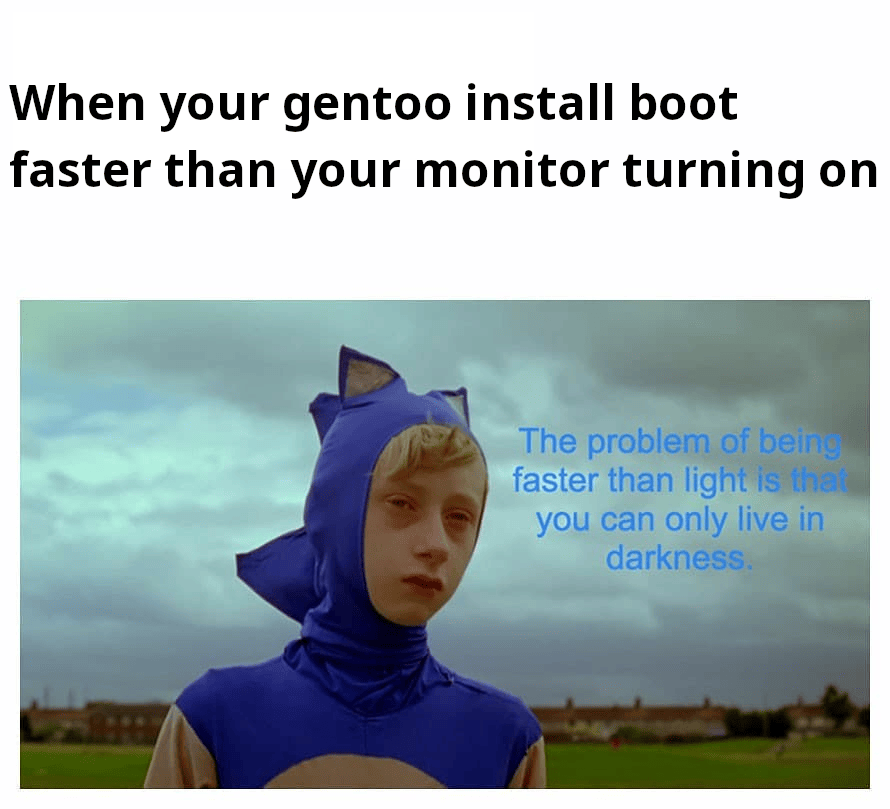 When your gentoo install boot
faster than your monitor turning on
The problem of being
faster than light is that
you can only live in
darkness.